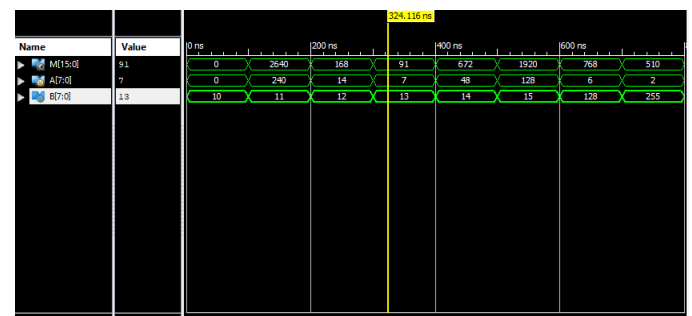 324.116 ns
Name Value 0 ns 200 ns 400 ns 600 ns
M[15:0] 91 0 2640 168 91 672 1920 768 510
A[7:0] 7 0 240 14 7 48 128 6 2
B[7:0] 13 10 11 12 13 14 15 128 255